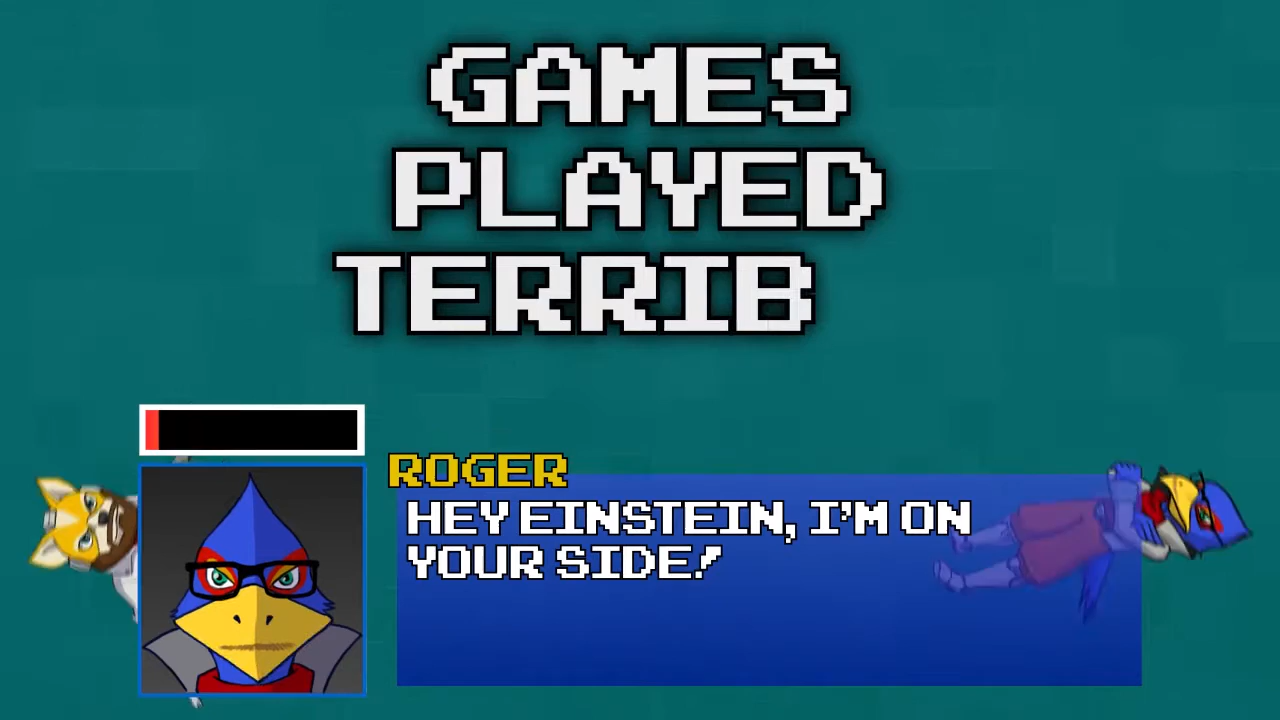 GAMES
PLAYED
TERRIB
ROGER
HEY EINSTEIN, I'M ON
YOUR SIDE!